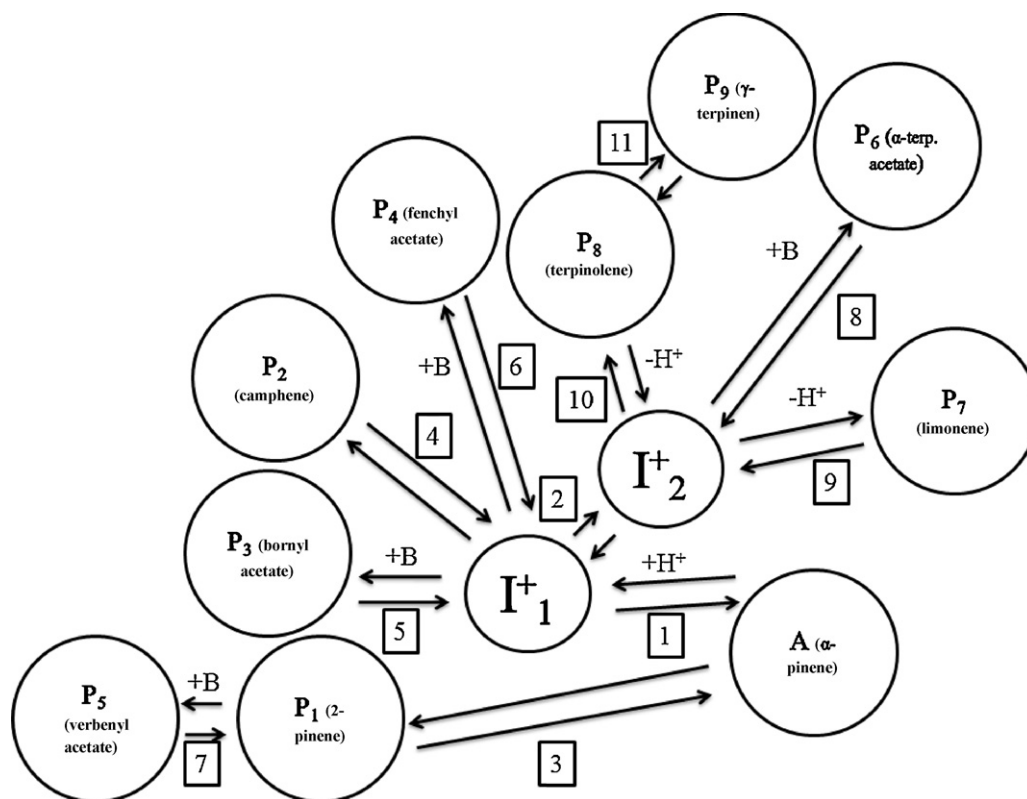 P9 (γ-
terpinen)
11
P6 (α-terp.
acetate)
P4 (fenchyl
acetate)
P8
(terpinolene)
+B
8
P2
(camphene)
+B
6
-H+
10
-H+
P7
(limonene)
4
I+2
9
2
P3 (bornyl
acetate)
+B
+H+
I+1
5
1
A (α-
pinene)
+B
P5
(verbenyl
acetate)
P1 (2-
pinene)
7
3